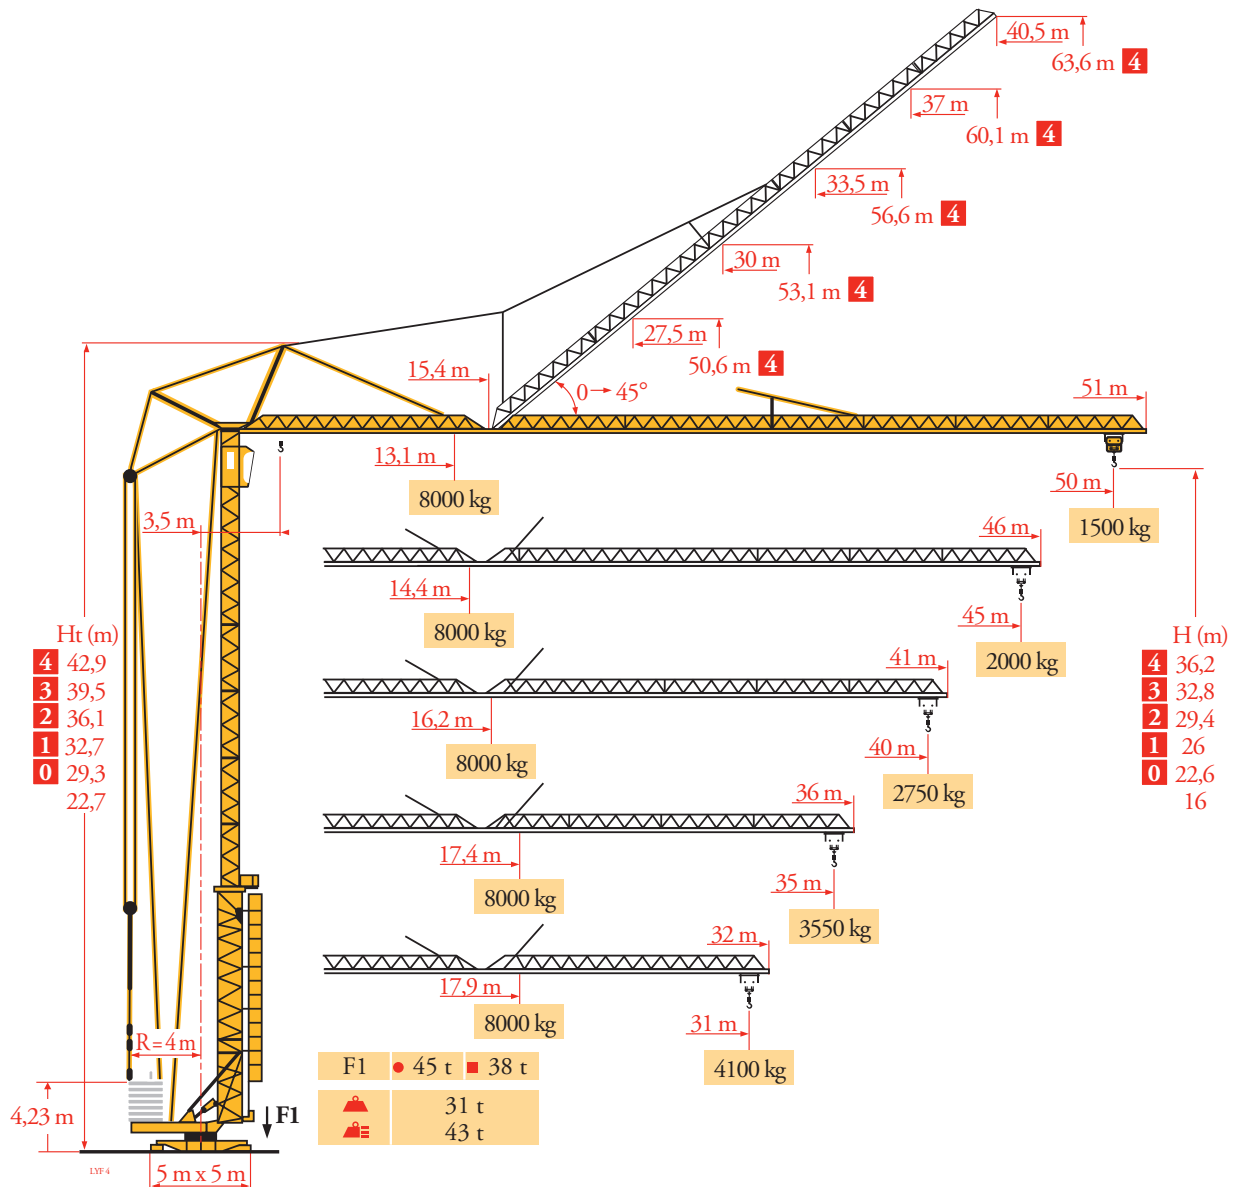 40,5 m
63,6 m 4
37 m
60,1 m 4
33,5 m
56,6 m 4
30 m
53,1 m 4
27,5 m
50,6 m 4
15,4 m
0 → 45°
51 m
13,1 m
8000 kg
50 m
1500 kg
3,5 m
46 m
14,4 m
8000 kg
45 m
2000 kg
Ht (m)
4 42,9
3 39,5
2 36,1
1 32,7
0 29,3
22,7
H (m)
4 36,2
3 32,8
2 29,4
1 26
0 22,6
16
41 m
16,2 m
8000 kg
40 m
2750 kg
36 m
17,4 m
8000 kg
35 m
3550 kg
32 m
17,9 m
8000 kg
31 m
4100 kg
R = 4 m
F1 45 t 38 t
31 t
43 t
4,23 m
F1
LYF 4
5 m x 5 m